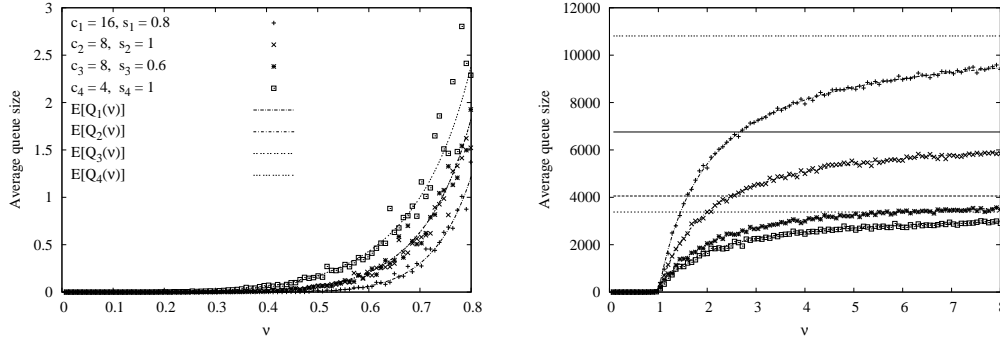 Average queue size
3
2.5
2
1.5
1
0.5
0
c₁ = 16, s₁ = 0.8
c₂ = 8, s₂ = 1
c₃ = 8, s₃ = 0.6
c₄ = 4, s₄ = 1
E[Q₁(ν)]
E[Q₂(ν)]
E[Q₃(ν)]
E[Q₄(ν)]
0 0.1 0.2 0.3 0.4 0.5 0.6 0.7 0.8
ν
Average queue size
12000
10000
8000
6000
4000
2000
0
0 1 2 3 4 5 6 7 8
ν